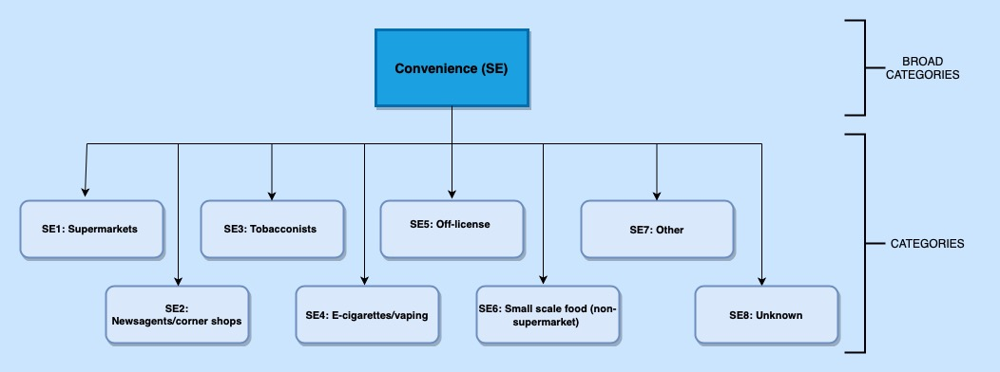 Convenience (SE)
BROAD
CATEGORIES
SE1: Supermarkets
SE3: Tobacconists
SE5: Off-license
SE7: Other
CATEGORIES
SE2:
Newsagents/corner shops
SE4: E-cigarettes/vaping
SE6: Small scale food (non-
supermarket)
SE8: Unknown